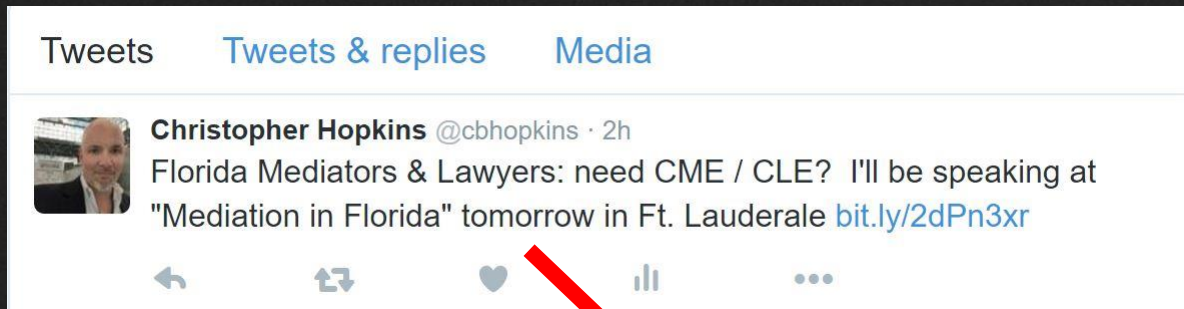 Tweets Tweets & replies Media
Christopher Hopkins @cbhopkins · 2h
Florida Mediators & Lawyers: need CME / CLE? I'll be speaking at
"Mediation in Florida" tomorrow in Ft. Lauderale bit.ly/2dPn3xr